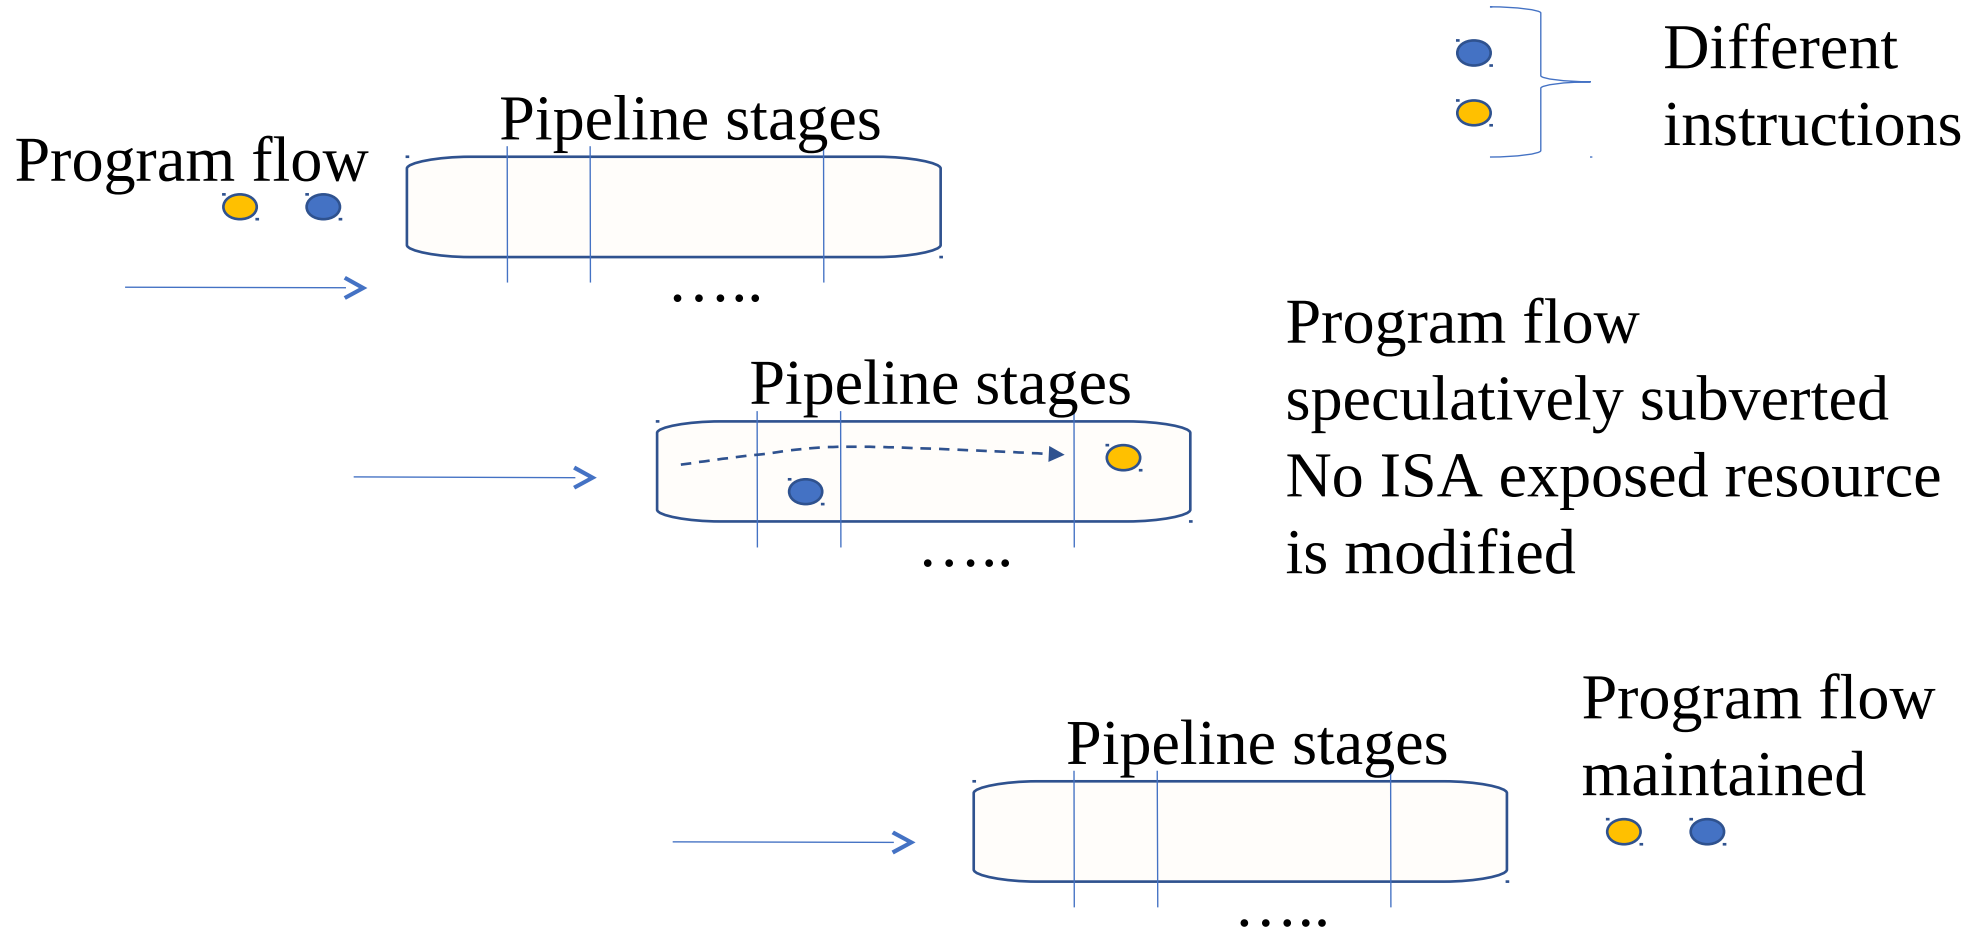 Different
instructions
Pipeline stages
Program flow
…..
Program flow
speculatively subverted
No ISA exposed resource
is modified
Pipeline stages
…..
Program flow
maintained
Pipeline stages
…..